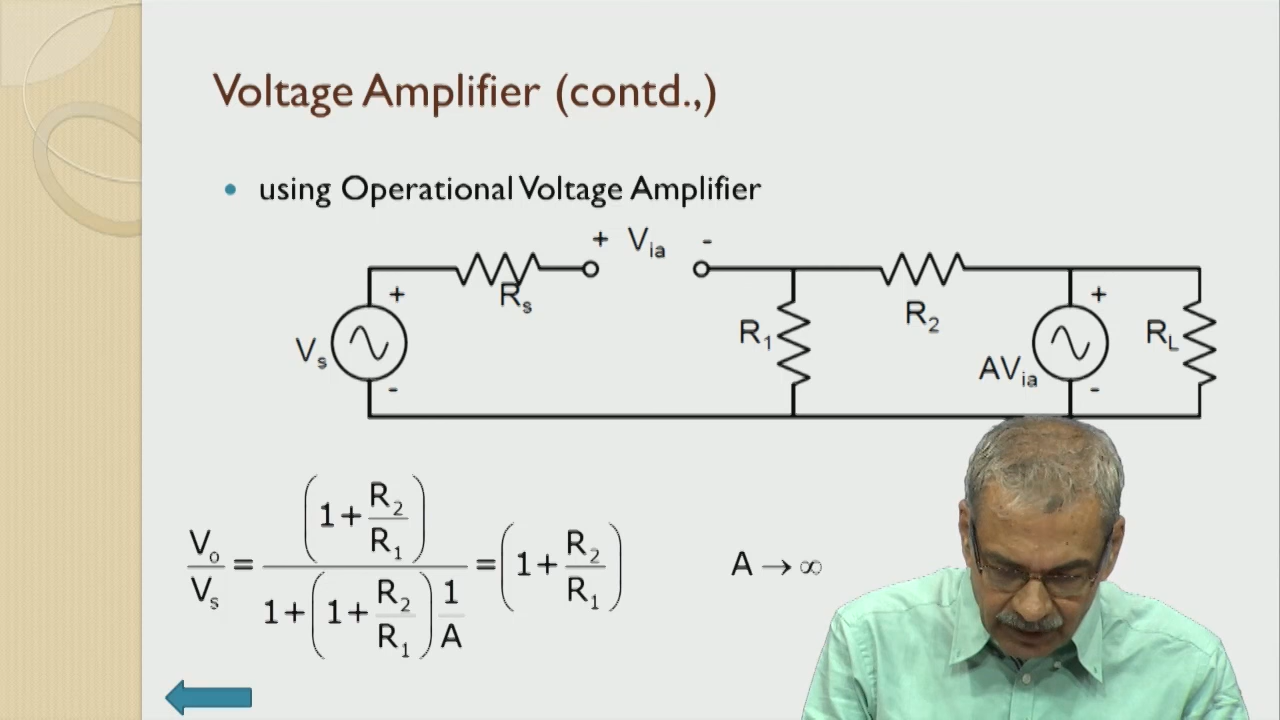 Voltage Amplifier (contd.,)
• using Operational Voltage Amplifier
+ V_ia -
R_s
+
V_s
-
R_1
R_2
+
AV_ia
-
R_L
V_o/V_s = (1+R_2/R_1)/(1+(1+R_2/R_1)1/A) = (1+R_2/R_1) A → ∞